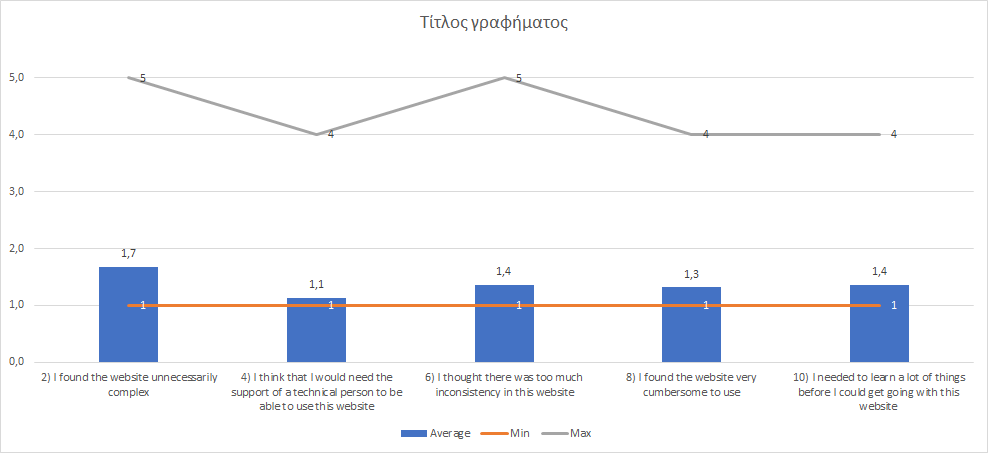 Τίτλος γραφήματος
5,0
4,0
3,0
2,0
1,0
0,0
5
4
5
4
4
1,7
1,1
1,4
1,3
1,4
1
1
1
1
1
2) I found the website unnecessarily
complex
4) I think that I would need the
support of a technical person to be
able to use this website
6) I thought there was too much
inconsistency in this website
8) I found the website very
cumbersome to use
10) I needed to learn a lot of things
before I could get going with this
website
Average
Min
Max